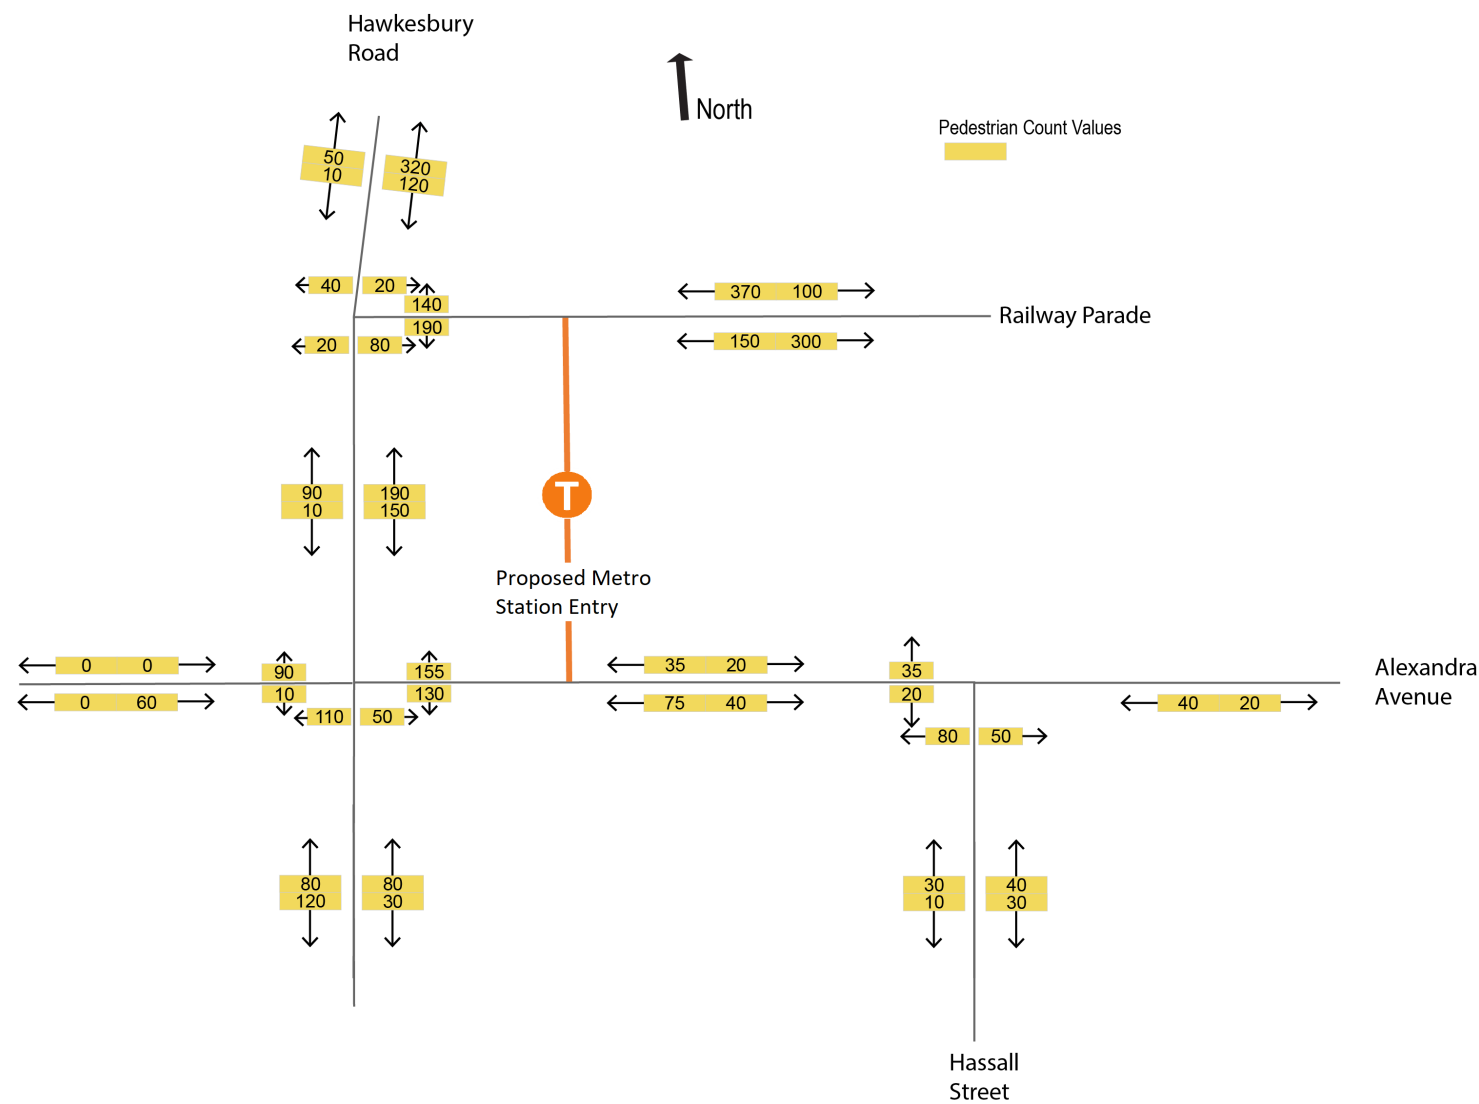 Hawkesbury
Road
North
Pedestrian Count Values
50
10
320
120
40 20
140
370 100
Railway Parade
190
20 80
150 300
90
10
190
150
T
Proposed Metro
Station Entry
0 0
90
155
35 20
35
Alexandra
Avenue
0 60
10
130
75 40
20
40 20
110 50
80 50
80
120
80
30
30
10
40
30
Hassall
Street